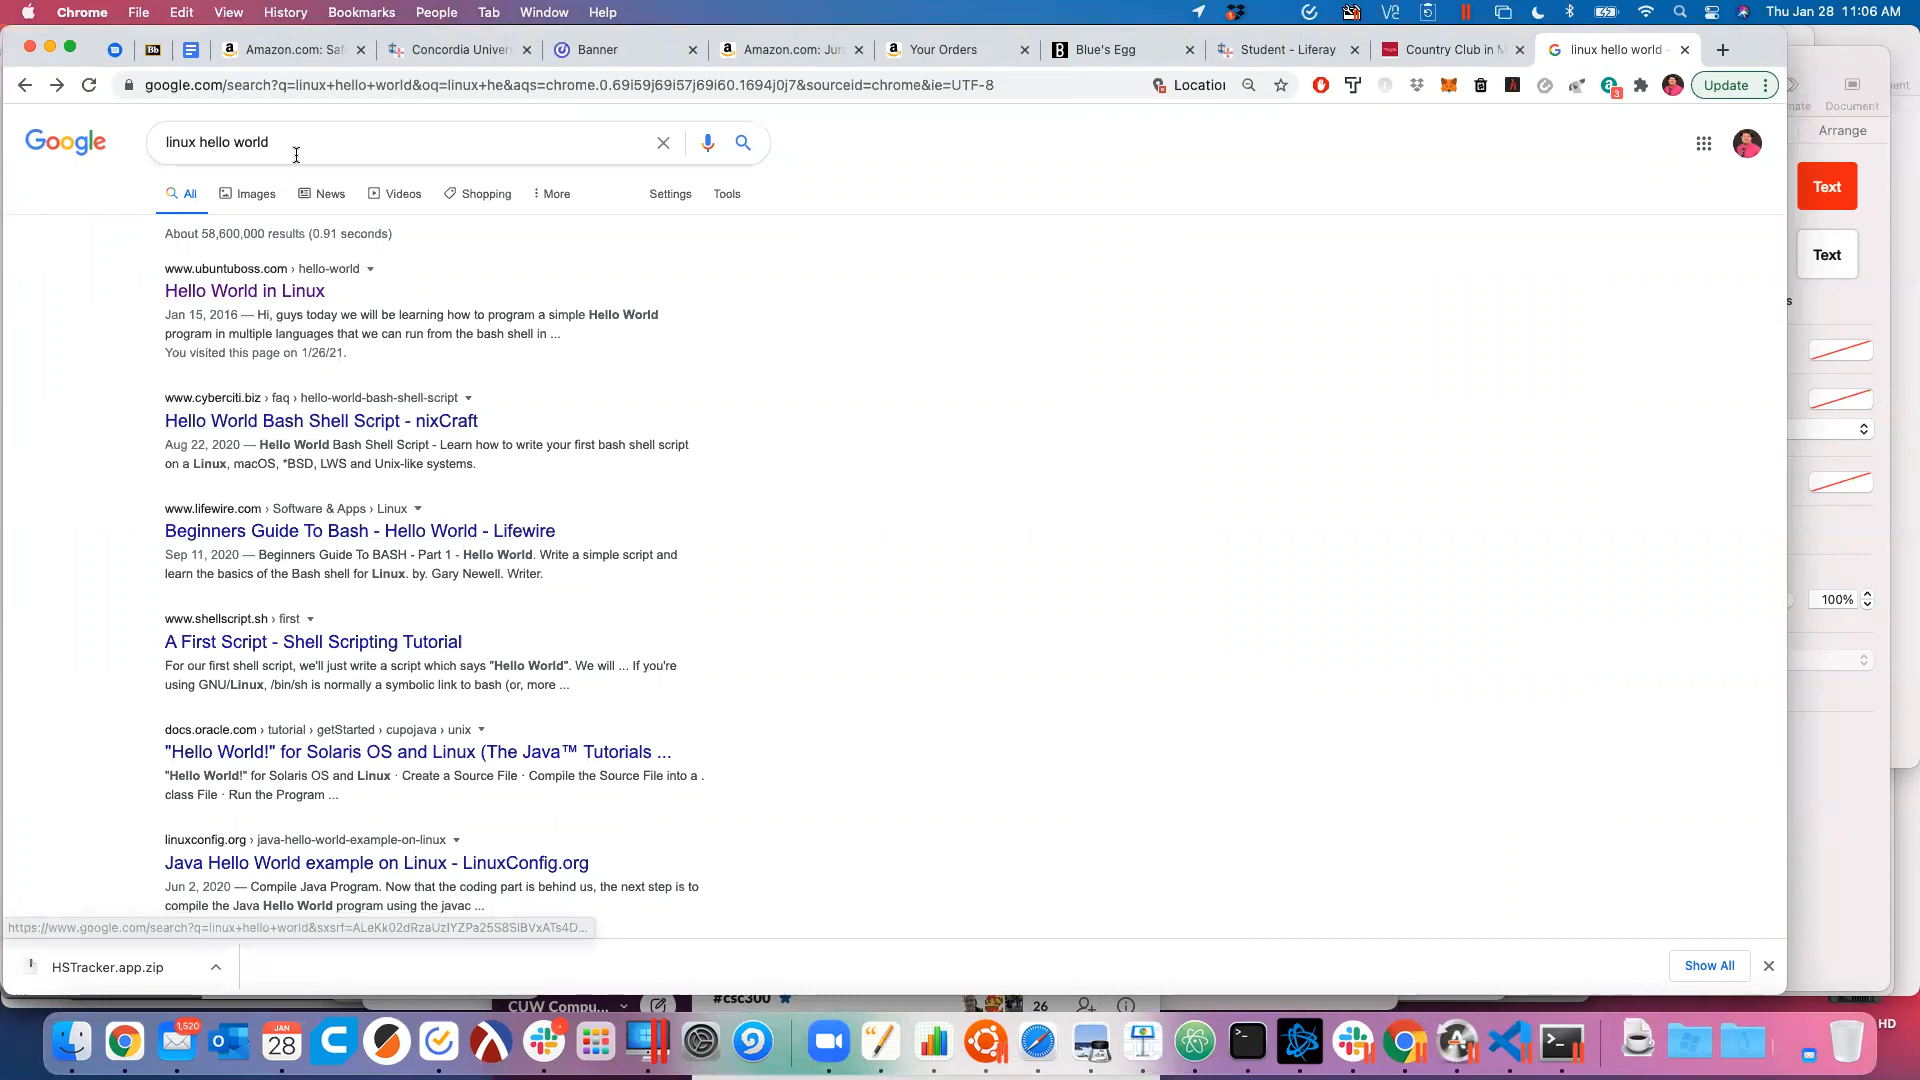 Chrome File Edit View History Bookmarks People Tab Window Help Thu Jan 28 11:06 AM
Bb Amazon.com: Saf Concordia Univers Banner Amazon.com: Jur Your Orders Blue's Egg Student - Liferay Country Club in M linux hello world -
google.com/search?q=linux+hello+world&oq=linux+he&aqs=chrome.0.69i59j69i57j69i60.1694j0j7&sourceid=chrome&ie=UTF-8 Location Update
Document
Arrange
Google linux hello world
All Images News Videos Shopping More Settings Tools
Text
Text
About 58,600,000 results (0.91 seconds)
www.ubuntuboss.com › hello-world
Hello World in Linux
Jan 15, 2016 — Hi, guys today we will be learning how to program a simple Hello World
program in multiple languages that we can run from the bash shell in ...
You visited this page on 1/26/21.
www.cyberciti.biz › faq › hello-world-bash-shell-script
Hello World Bash Shell Script - nixCraft
Aug 22, 2020 — Hello World Bash Shell Script - Learn how to write your first bash shell script
on a Linux, macOS, *BSD, LWS and Unix-like systems.
www.lifewire.com › Software & Apps › Linux
Beginners Guide To Bash - Hello World - Lifewire
Sep 11, 2020 — Beginners Guide To BASH - Part 1 - Hello World. Write a simple script and
learn the basics of the Bash shell for Linux. by. Gary Newell. Writer.
100%
www.shellscript.sh › first
A First Script - Shell Scripting Tutorial
For our first shell script, we'll just write a script which says "Hello World". We will ... If you're
using GNU/Linux, /bin/sh is normally a symbolic link to bash (or, more ...
docs.oracle.com › tutorial › getStarted › cupojava › unix
"Hello World!" for Solaris OS and Linux (The Java™ Tutorials ...
"Hello World!" for Solaris OS and Linux · Create a Source File · Compile the Source File into a .
class File · Run the Program ...
linuxconfig.org › java-hello-world-example-on-linux
Java Hello World example on Linux - LinuxConfig.org
Jun 2, 2020 — Compile Java Program. Now that the coding part is behind us, the next step is to
compile the Java Hello World program using the javac ...
HSTracker.app.zip Show All
CUW Compu... #csc300 26
1,520 JAN 28 HD